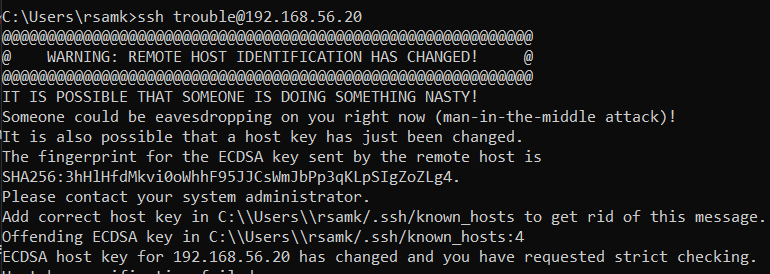 C:\Users\rsamk>ssh trouble@192.168.56.20
@@@@@@@@@@@@@@@@@@@@@@@@@@@@@@@@@@@@@@@@@@@@@@@@@@@@@@@@@@@
@    WARNING: REMOTE HOST IDENTIFICATION HAS CHANGED!     @
@@@@@@@@@@@@@@@@@@@@@@@@@@@@@@@@@@@@@@@@@@@@@@@@@@@@@@@@@@@
IT IS POSSIBLE THAT SOMEONE IS DOING SOMETHING NASTY!
Someone could be eavesdropping on you right now (man-in-the-middle attack)!
It is also possible that a host key has just been changed.
The fingerprint for the ECDSA key sent by the remote host is
SHA256:3hHlHfdMkvi0oWhhF95JJCsWmJbPp3qKLpSIgZoZLg4.
Please contact your system administrator.
Add correct host key in C:\\Users\\rsamk/.ssh/known_hosts to get rid of this message.
Offending ECDSA key in C:\\Users\\rsamk/.ssh/known_hosts:4
ECDSA host key for 192.168.56.20 has changed and you have requested strict checking.